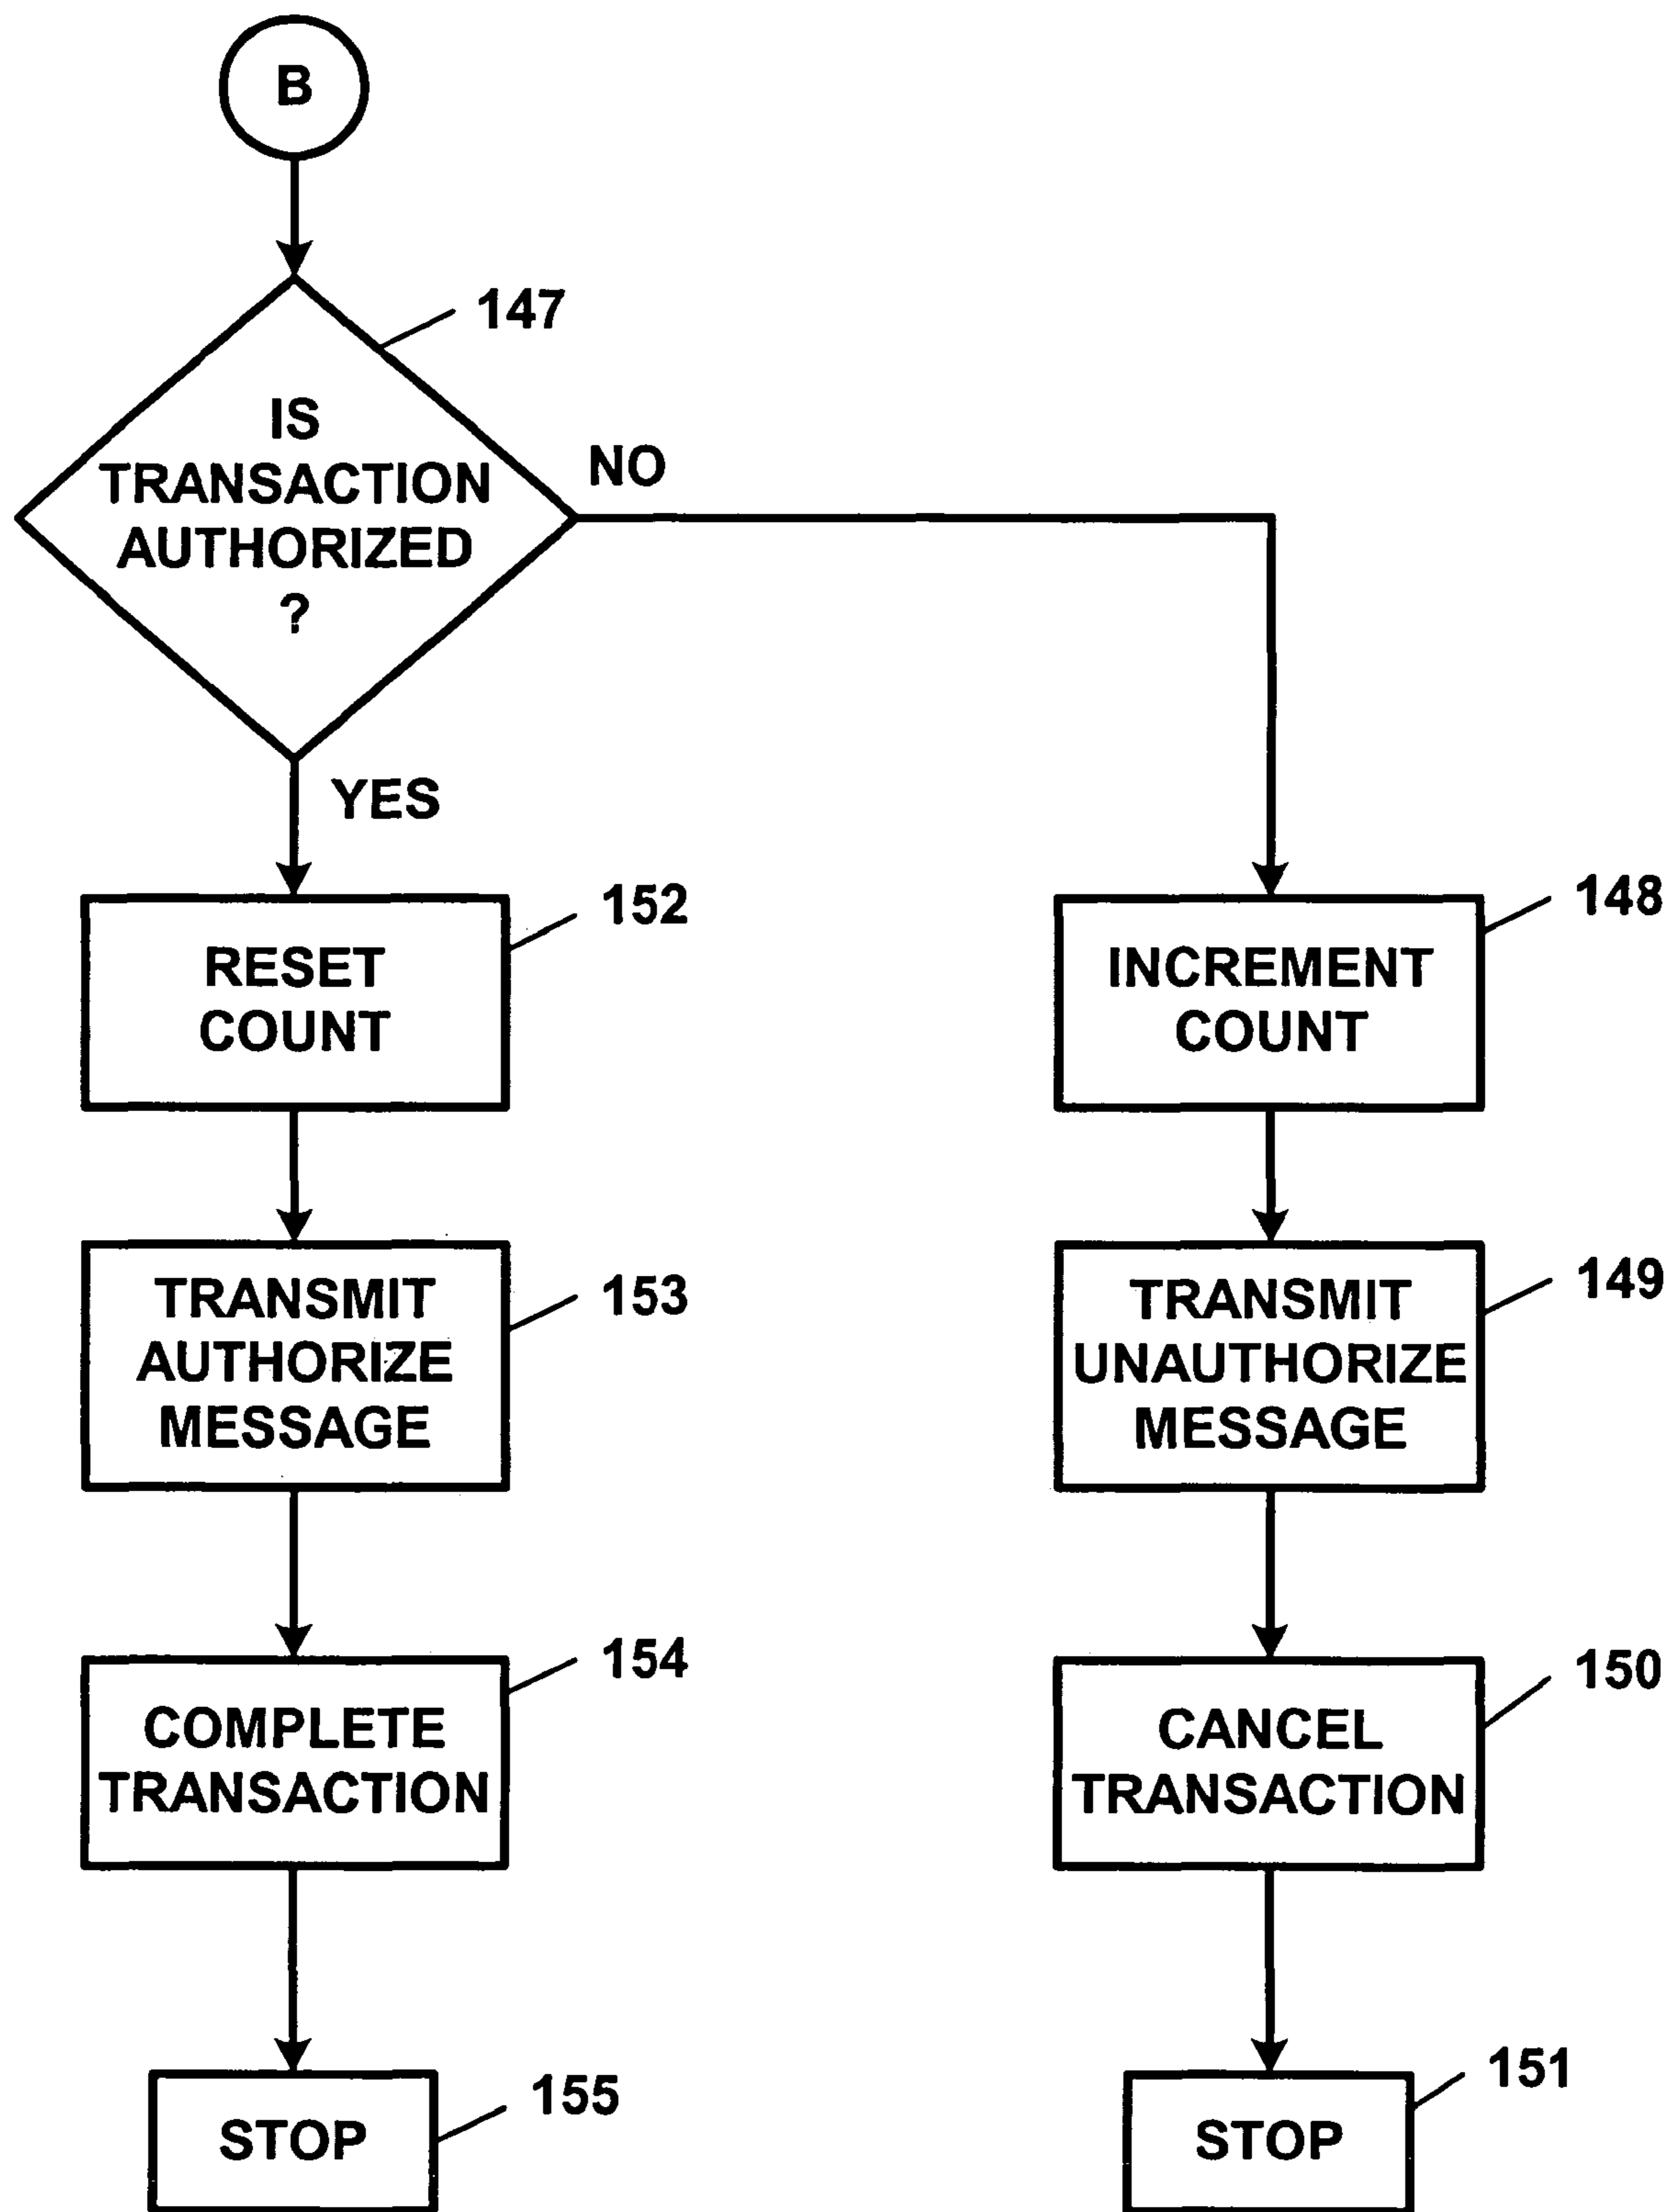 B
147
IS
TRANSACTION
AUTHORIZED
?
NO
YES
152
RESET
COUNT
148
INCREMENT
COUNT
153
TRANSMIT
AUTHORIZE
MESSAGE
149
TRANSMIT
UNAUTHORIZE
MESSAGE
154
COMPLETE
TRANSACTION
150
CANCEL
TRANSACTION
155
STOP
151
STOP